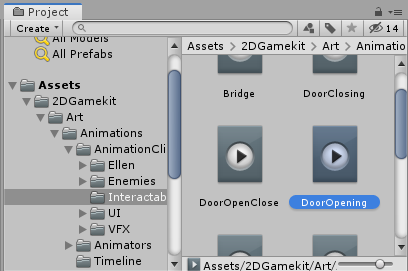 Project
Create
14
All Models
All Prefabs
Assets
2DGamekit
Art
Animations
AnimationCli
Ellen
Enemies
Interactab
UI
VFX
Animators
Timeline
Assets > 2DGamekit > Art > Animatio
Bridge
DoorClosing
DoorOpenClose
DoorOpening
Assets/2DGamekit/Art/